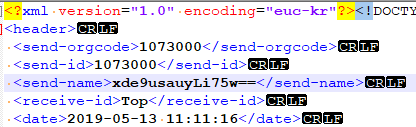 <?xml version="1.0" encoding="euc-kr"?><!DOCTY
<header>CRLF
<send-orgcode>1073000</send-orgcode>CRLF
<send-id>1073000</send-id>CRLF
<send-name>xde9usauyLi75w==</send-name>CRLF
<receive-id>Top</receive-id>CRLF
<date>2019-05-13 11:11:16</date>CRLF